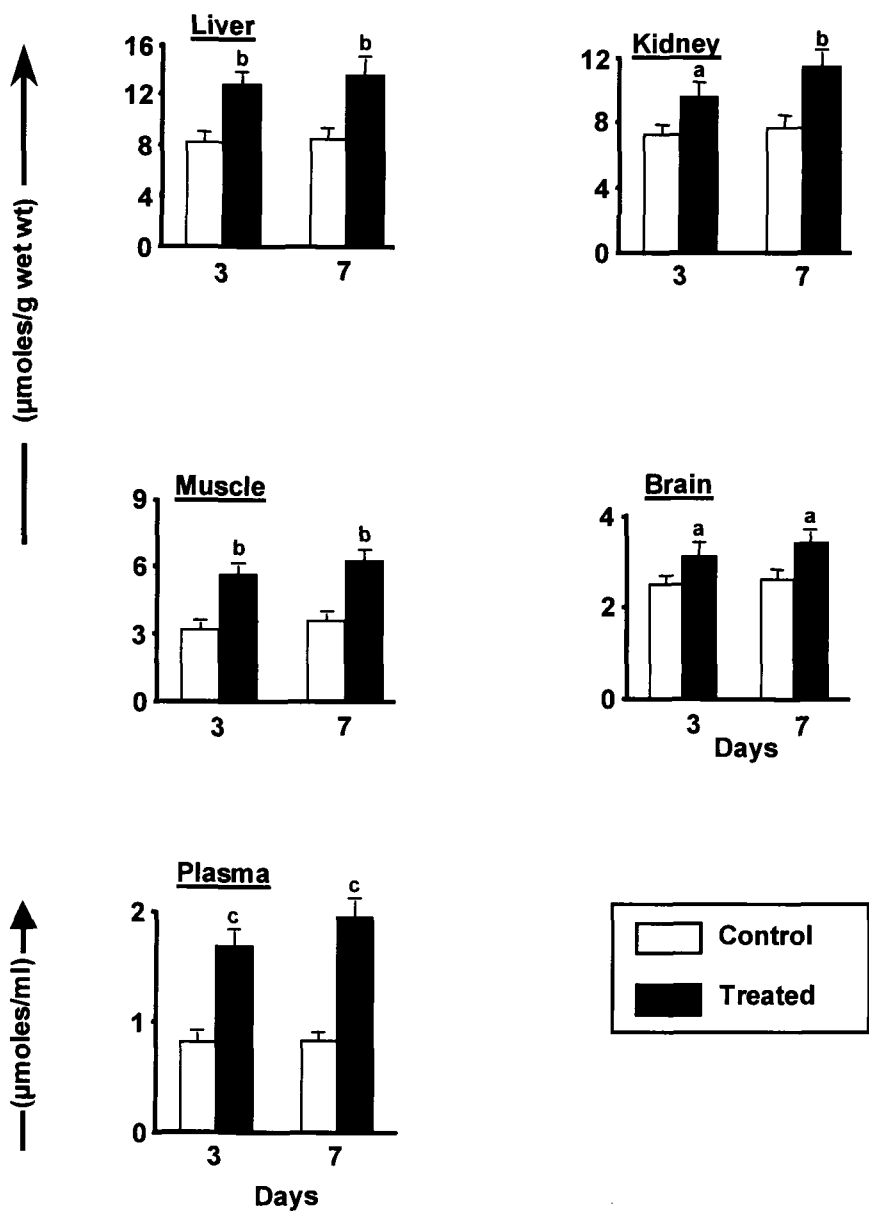 (µmoles/g wet wt)
Liver
16
12
8
4
0
b
b
3
7
Kidney
12
8
4
0
a
b
3
7
Muscle
9
6
3
0
b
b
3
7
Brain
4
2
0
a
a
3
7
Days
(µmoles/ml)
Plasma
2
1
0
c
c
3
7
Days
Control
Treated